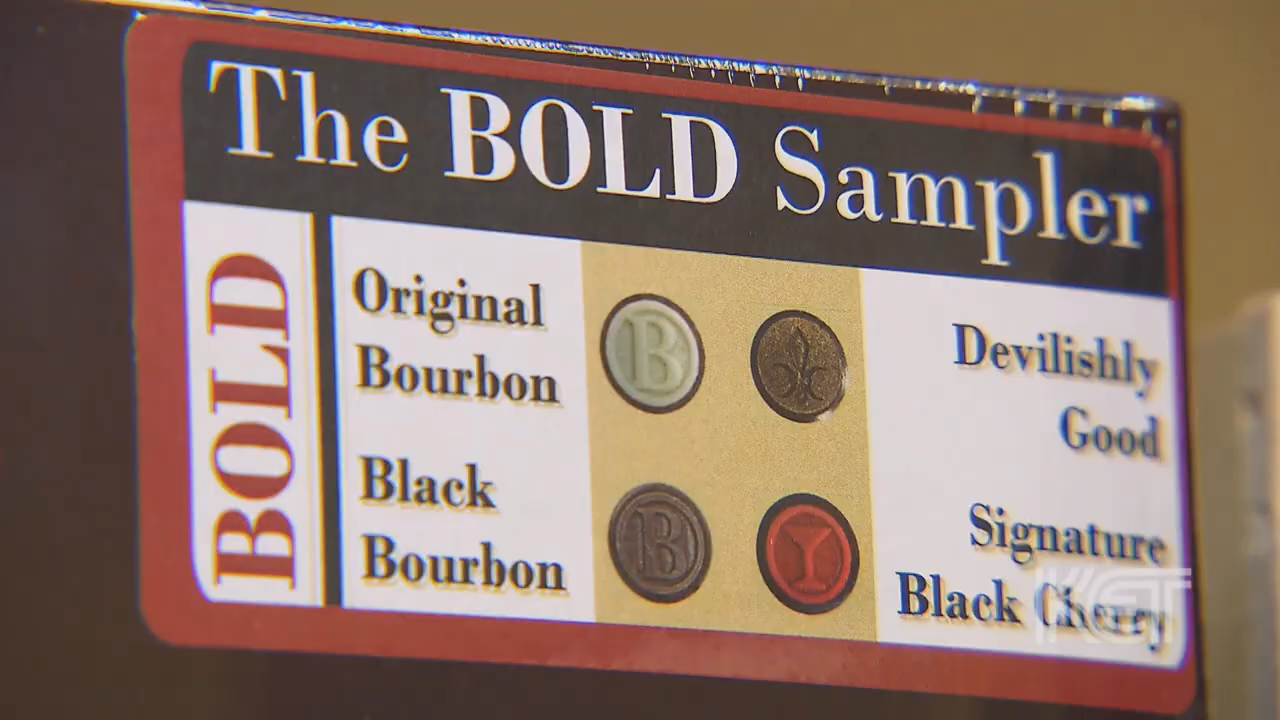 The BOLD Sampler
BOLD
Original
Bourbon
Black
Bourbon
B
B
Y
Devilishly
Good
Signature
Black Cherry
KET